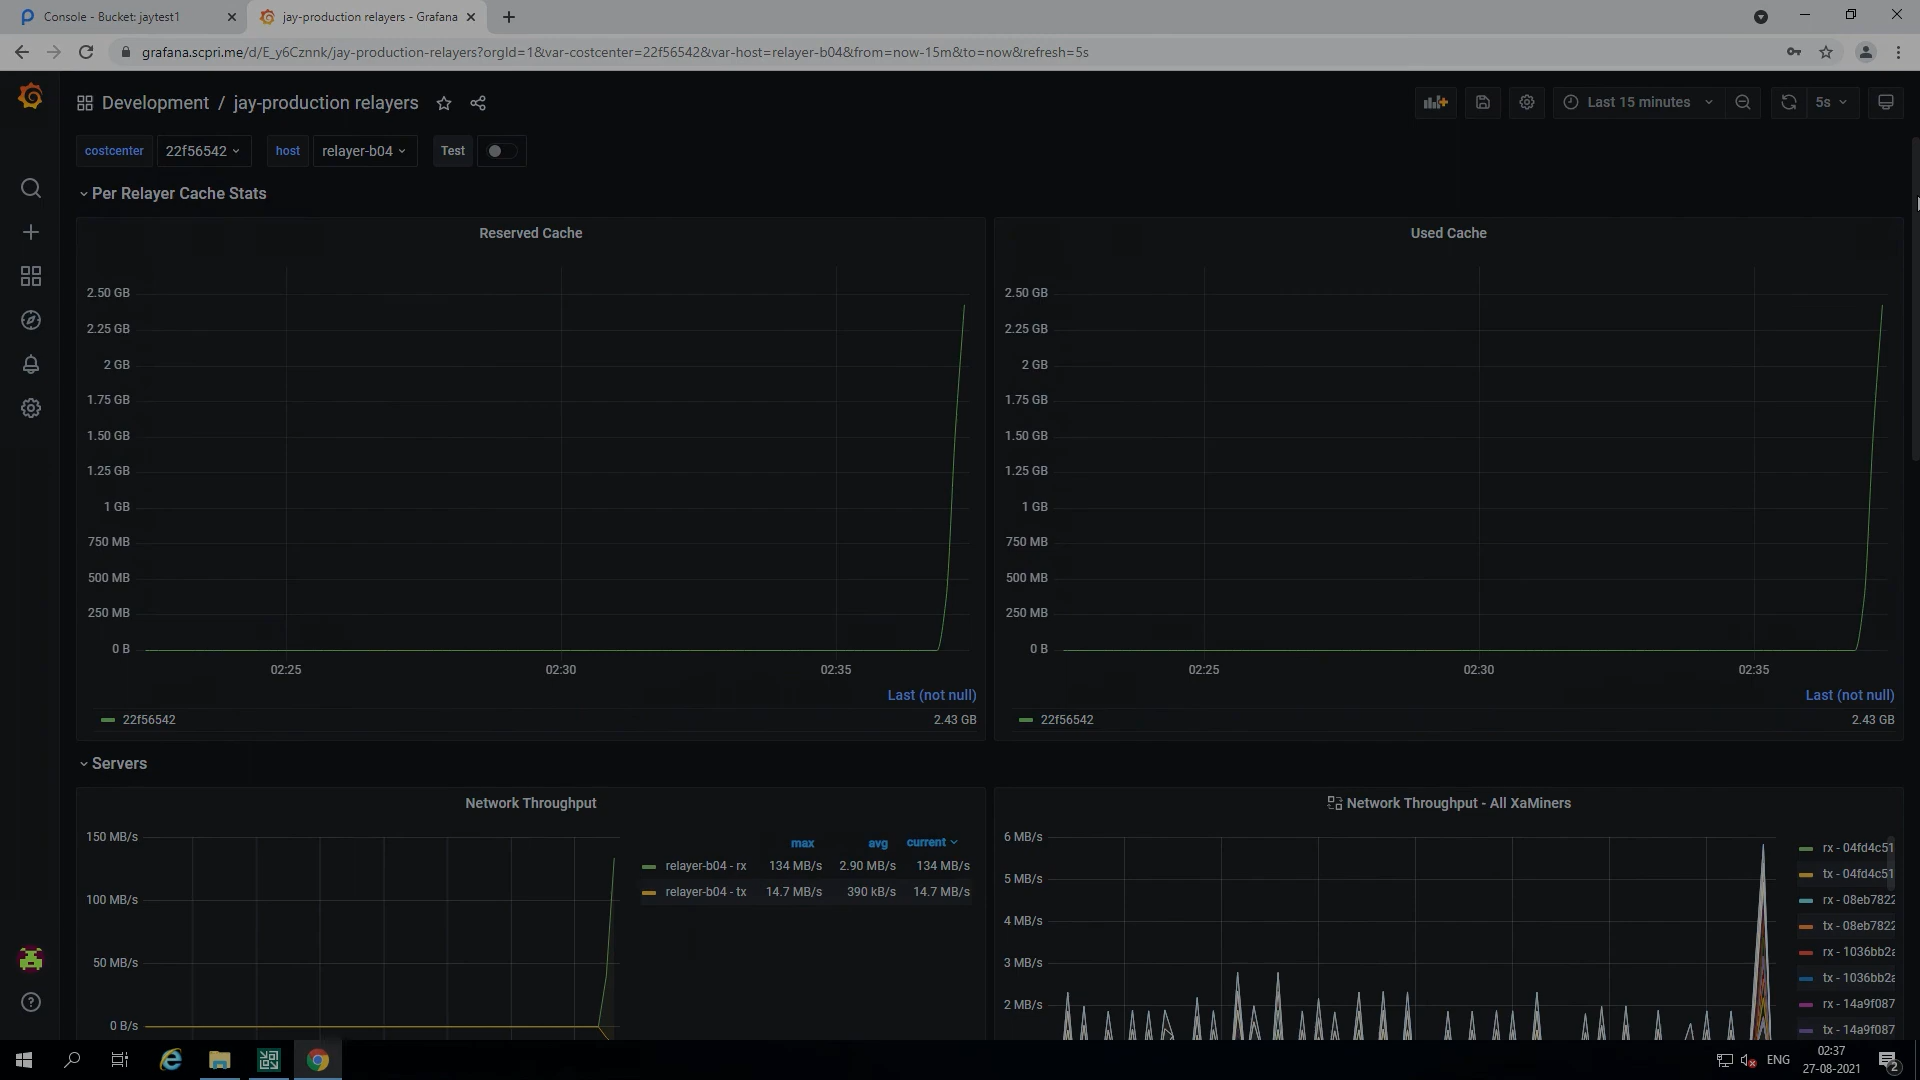 Console - Bucket: jaytest1
jay-production relayers - Grafana
grafana.scpri.me/d/E_y6Cznnk/jay-production-relayers?orgId=1&var-costcenter=22f56542&var-host=relayer-b04&from=now-15m&to=now&refresh=5s
Development / jay-production relayers
Last 15 minutes
5s
costcenter 22f56542 host relayer-b04 Test
Per Relayer Cache Stats
Reserved Cache
2.50 GB
2.25 GB
2 GB
1.75 GB
1.50 GB
1.25 GB
1 GB
750 MB
500 MB
250 MB
0 B
02:25 02:30 02:35
Last (not null)
22f56542 2.43 GB
Used Cache
2.50 GB
2.25 GB
2 GB
1.75 GB
1.50 GB
1.25 GB
1 GB
750 MB
500 MB
250 MB
0 B
02:25 02:30 02:35
Last (not null)
22f56542 2.43 GB
Servers
Network Throughput
150 MB/s
100 MB/s
50 MB/s
0 B/s
max avg current
relayer-b04 - rx 134 MB/s 2.90 MB/s 134 MB/s
relayer-b04 - tx 14.7 MB/s 390 kB/s 14.7 MB/s
Network Throughput - All XaMiners
6 MB/s
5 MB/s
4 MB/s
3 MB/s
2 MB/s
rx - 04fd4c51
tx - 04fd4c51
rx - 08eb7822
tx - 08eb7822
rx - 1036bb2a
tx - 1036bb2a
rx - 14a9f087
tx - 14a9f087
ENG
02:37
27-08-2021
2